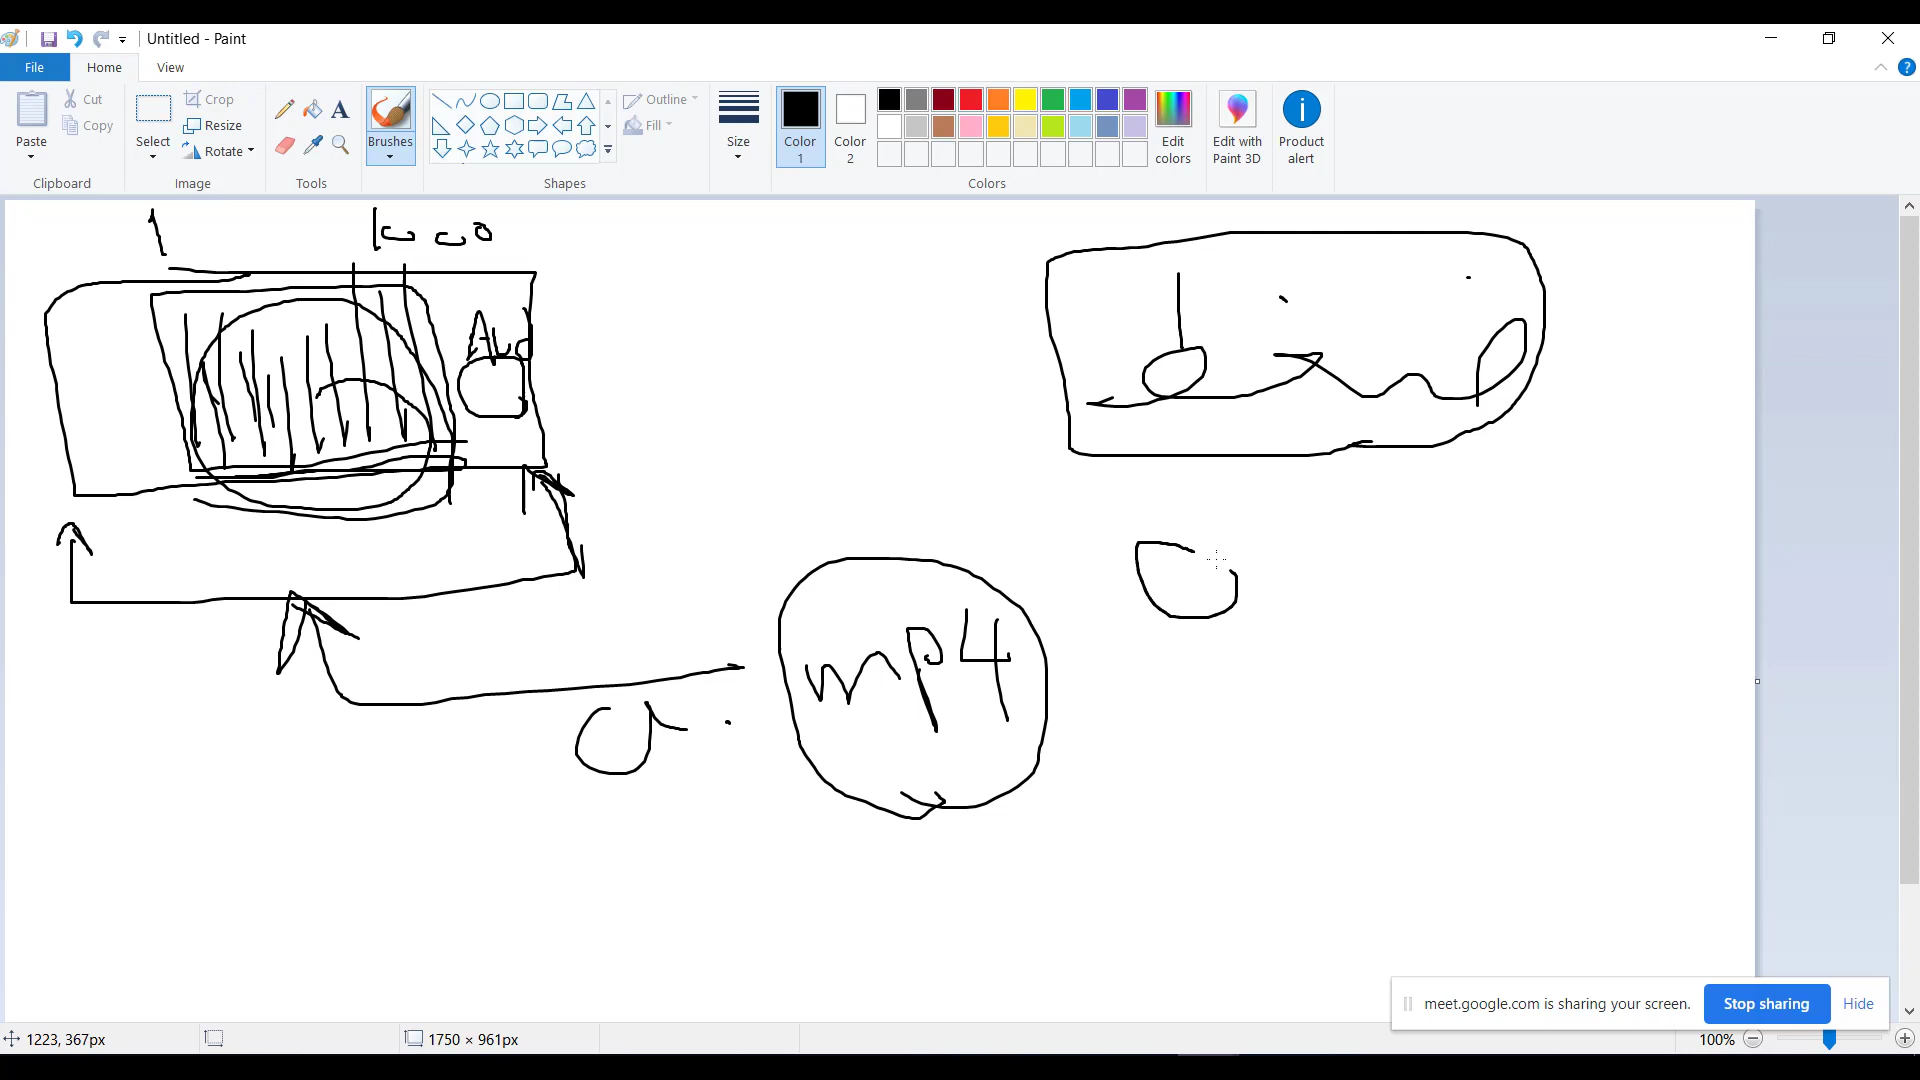 Untitled - Paint
File Home View
Paste
Cut
Copy
Clipboard
Select
Crop
Resize
Rotate
Image
Tools
Brushes
Shapes
Outline
Fill
Size
Color 1
Color 2
Colors
Edit colors
Edit with Paint 3D
Product alert
mp4
meet.google.com is sharing your screen. Stop sharing Hide
1223, 367px 1750 × 961px 100%